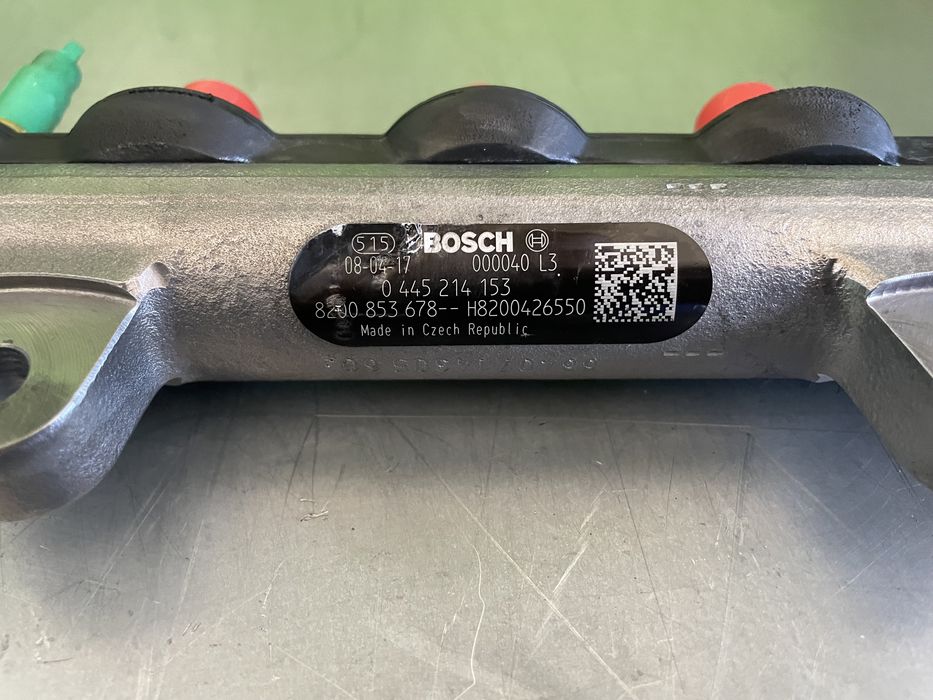 515 BOSCH
08-04-17 000040 L3
0 445 214 153
8200 853 678-- H8200426550
Made in Czech Republic